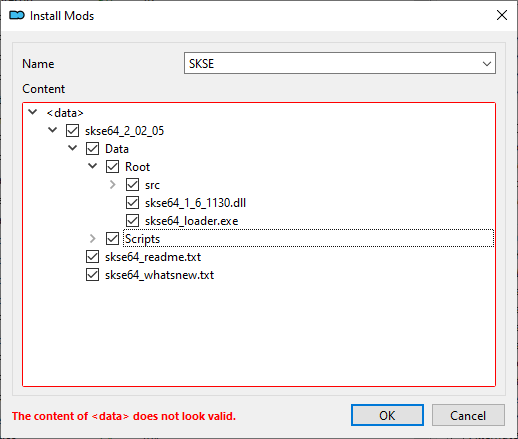 Install Mods
Name
SKSE
Content
<data>
skse64_2_02_05
Data
Root
src
skse64_1_6_1130.dll
skse64_loader.exe
Scripts
skse64_readme.txt
skse64_whatsnew.txt
The content of <data> does not look valid.
OK
Cancel